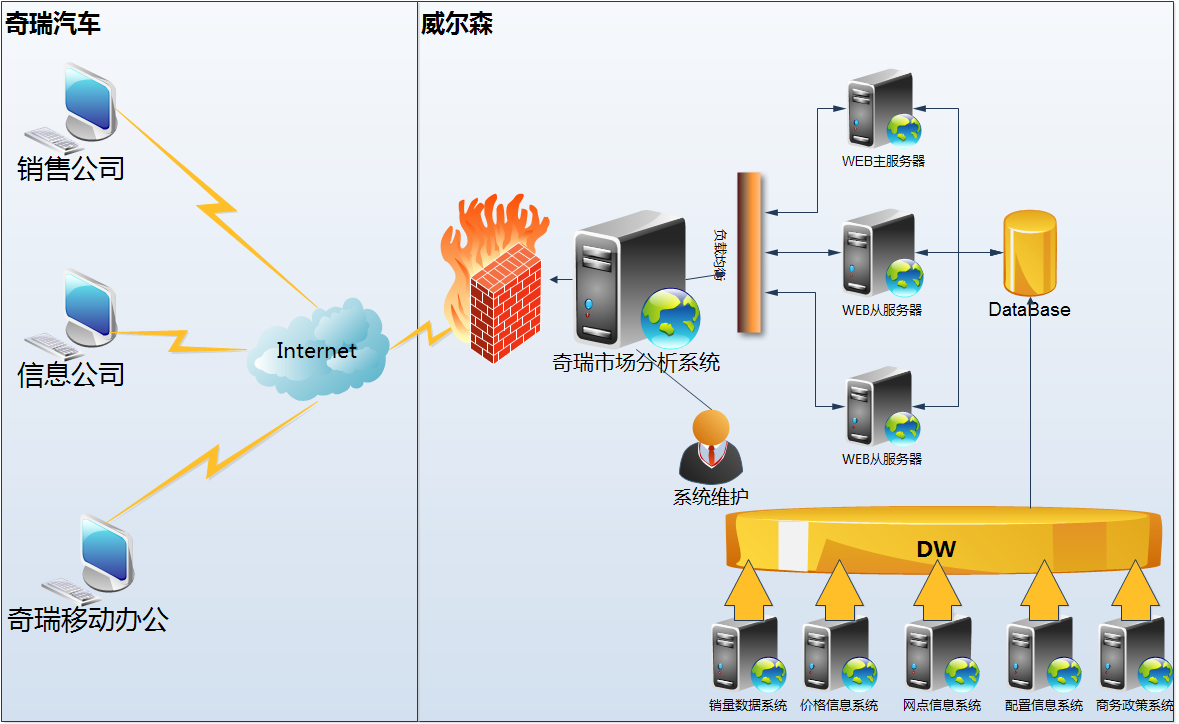 奇瑞汽车
威尔森
销售公司
信息公司
奇瑞移动办公
Internet
奇瑞市场分析系统
系统维护
负载均衡
WEB主服务器
WEB从服务器
WEB从服务器
DataBase
DW
销量数据系统
价格信息系统
网点信息系统
配置信息系统
商务政策系统